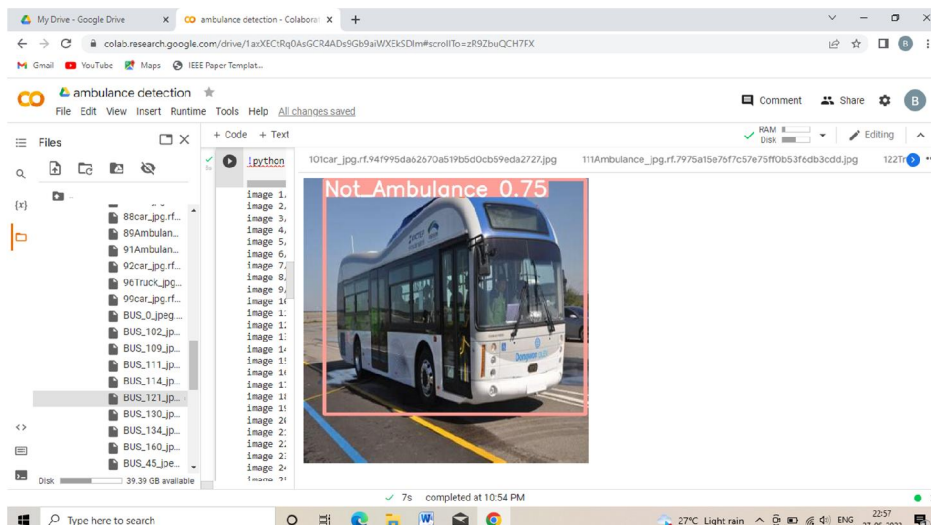 My Drive - Google Drive
ambulance detection - Colaborat
colab.research.google.com/drive/1axXECtRq0AsGCR4ADs9Gb9aiWXEkSDIm#scrollTo=zR9ZbuQCH7FX
Gmail YouTube Maps IEEE Paper Templat...
ambulance detection
File Edit View Insert Runtime Tools Help All changes saved
Comment Share B
Files
+ Code + Text
RAM
Disk
Editing
!python
101car_jpg.rf.94f995da62670a519b5d0cb59eda2727.jpg 111Ambulance_jpg.rf.7975a15e76f7c57e75ff0b53f6db3cdd.jpg
{x}
..
88car_jpg.rf...
89Ambulan...
91Ambulan...
92car_jpg.rf...
96Truck_jpg...
99car_jpg.rf...
BUS_0_jpeg....
BUS_102_jp...
BUS_109_jp...
BUS_111_jp...
BUS_114_jp...
BUS_121_jp...
BUS_130_jp...
BUS_134_jp...
BUS_160_jp...
BUS_45_jpe...
Disk 39.39 GB available
image 1,
image 2,
image 3,
image 4,
image 5,
image 6,
image 7,
image 8,
image 9,
Not_Ambulance 0.75
7s completed at 10:54 PM
Type here to search
27°C Light rain ENG
22:57